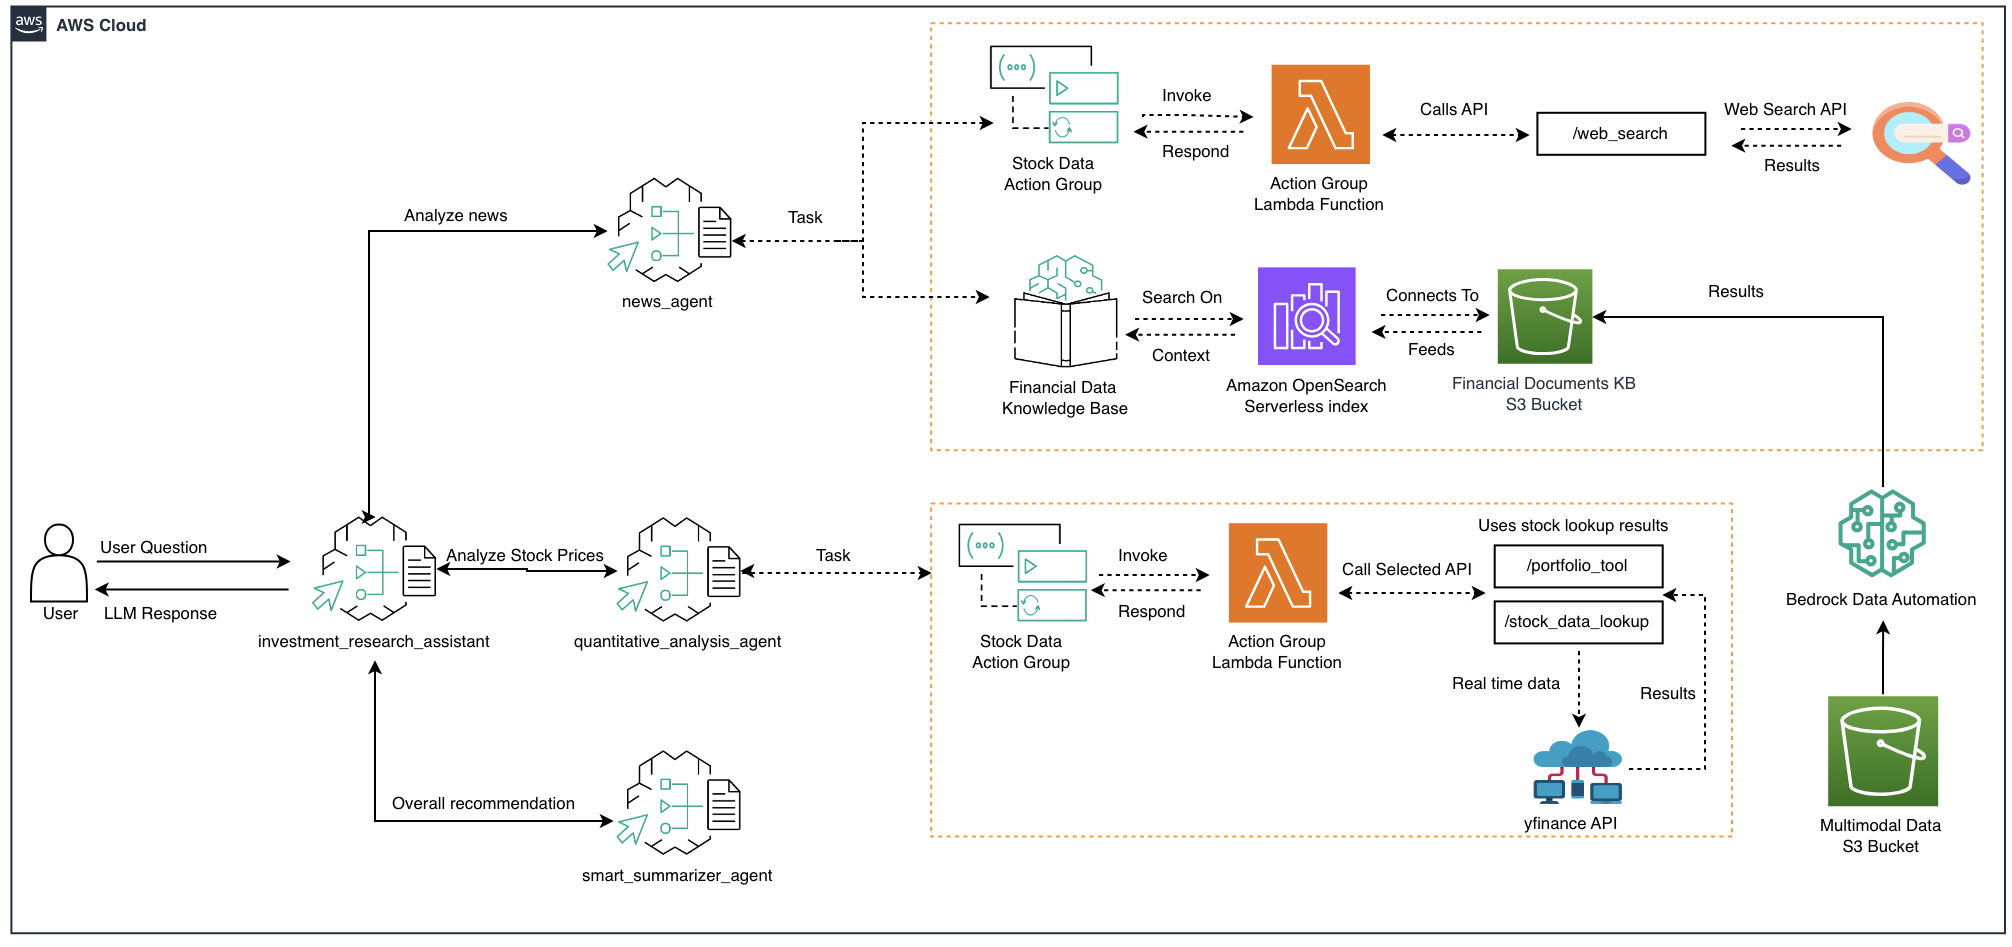 aws
AWS Cloud
Stock Data
Action Group
Invoke
Respond
Action Group
Lambda Function
Calls API
/web_search
Web Search API
Results
Analyze news
news_agent
Task
Financial Data
Knowledge Base
Search On
Context
Amazon OpenSearch
Serverless index
Connects To
Feeds
Financial Documents KB
S3 Bucket
Results
User
User Question
LLM Response
investment_research_assistant
Analyze Stock Prices
quantitative_analysis_agent
Task
Stock Data
Action Group
Invoke
Respond
Action Group
Lambda Function
Call Selected API
Uses stock lookup results
/portfolio_tool
/stock_data_lookup
Real time data
Results
yfinance API
Bedrock Data Automation
Multimodal Data
S3 Bucket
Overall recommendation
smart_summarizer_agent